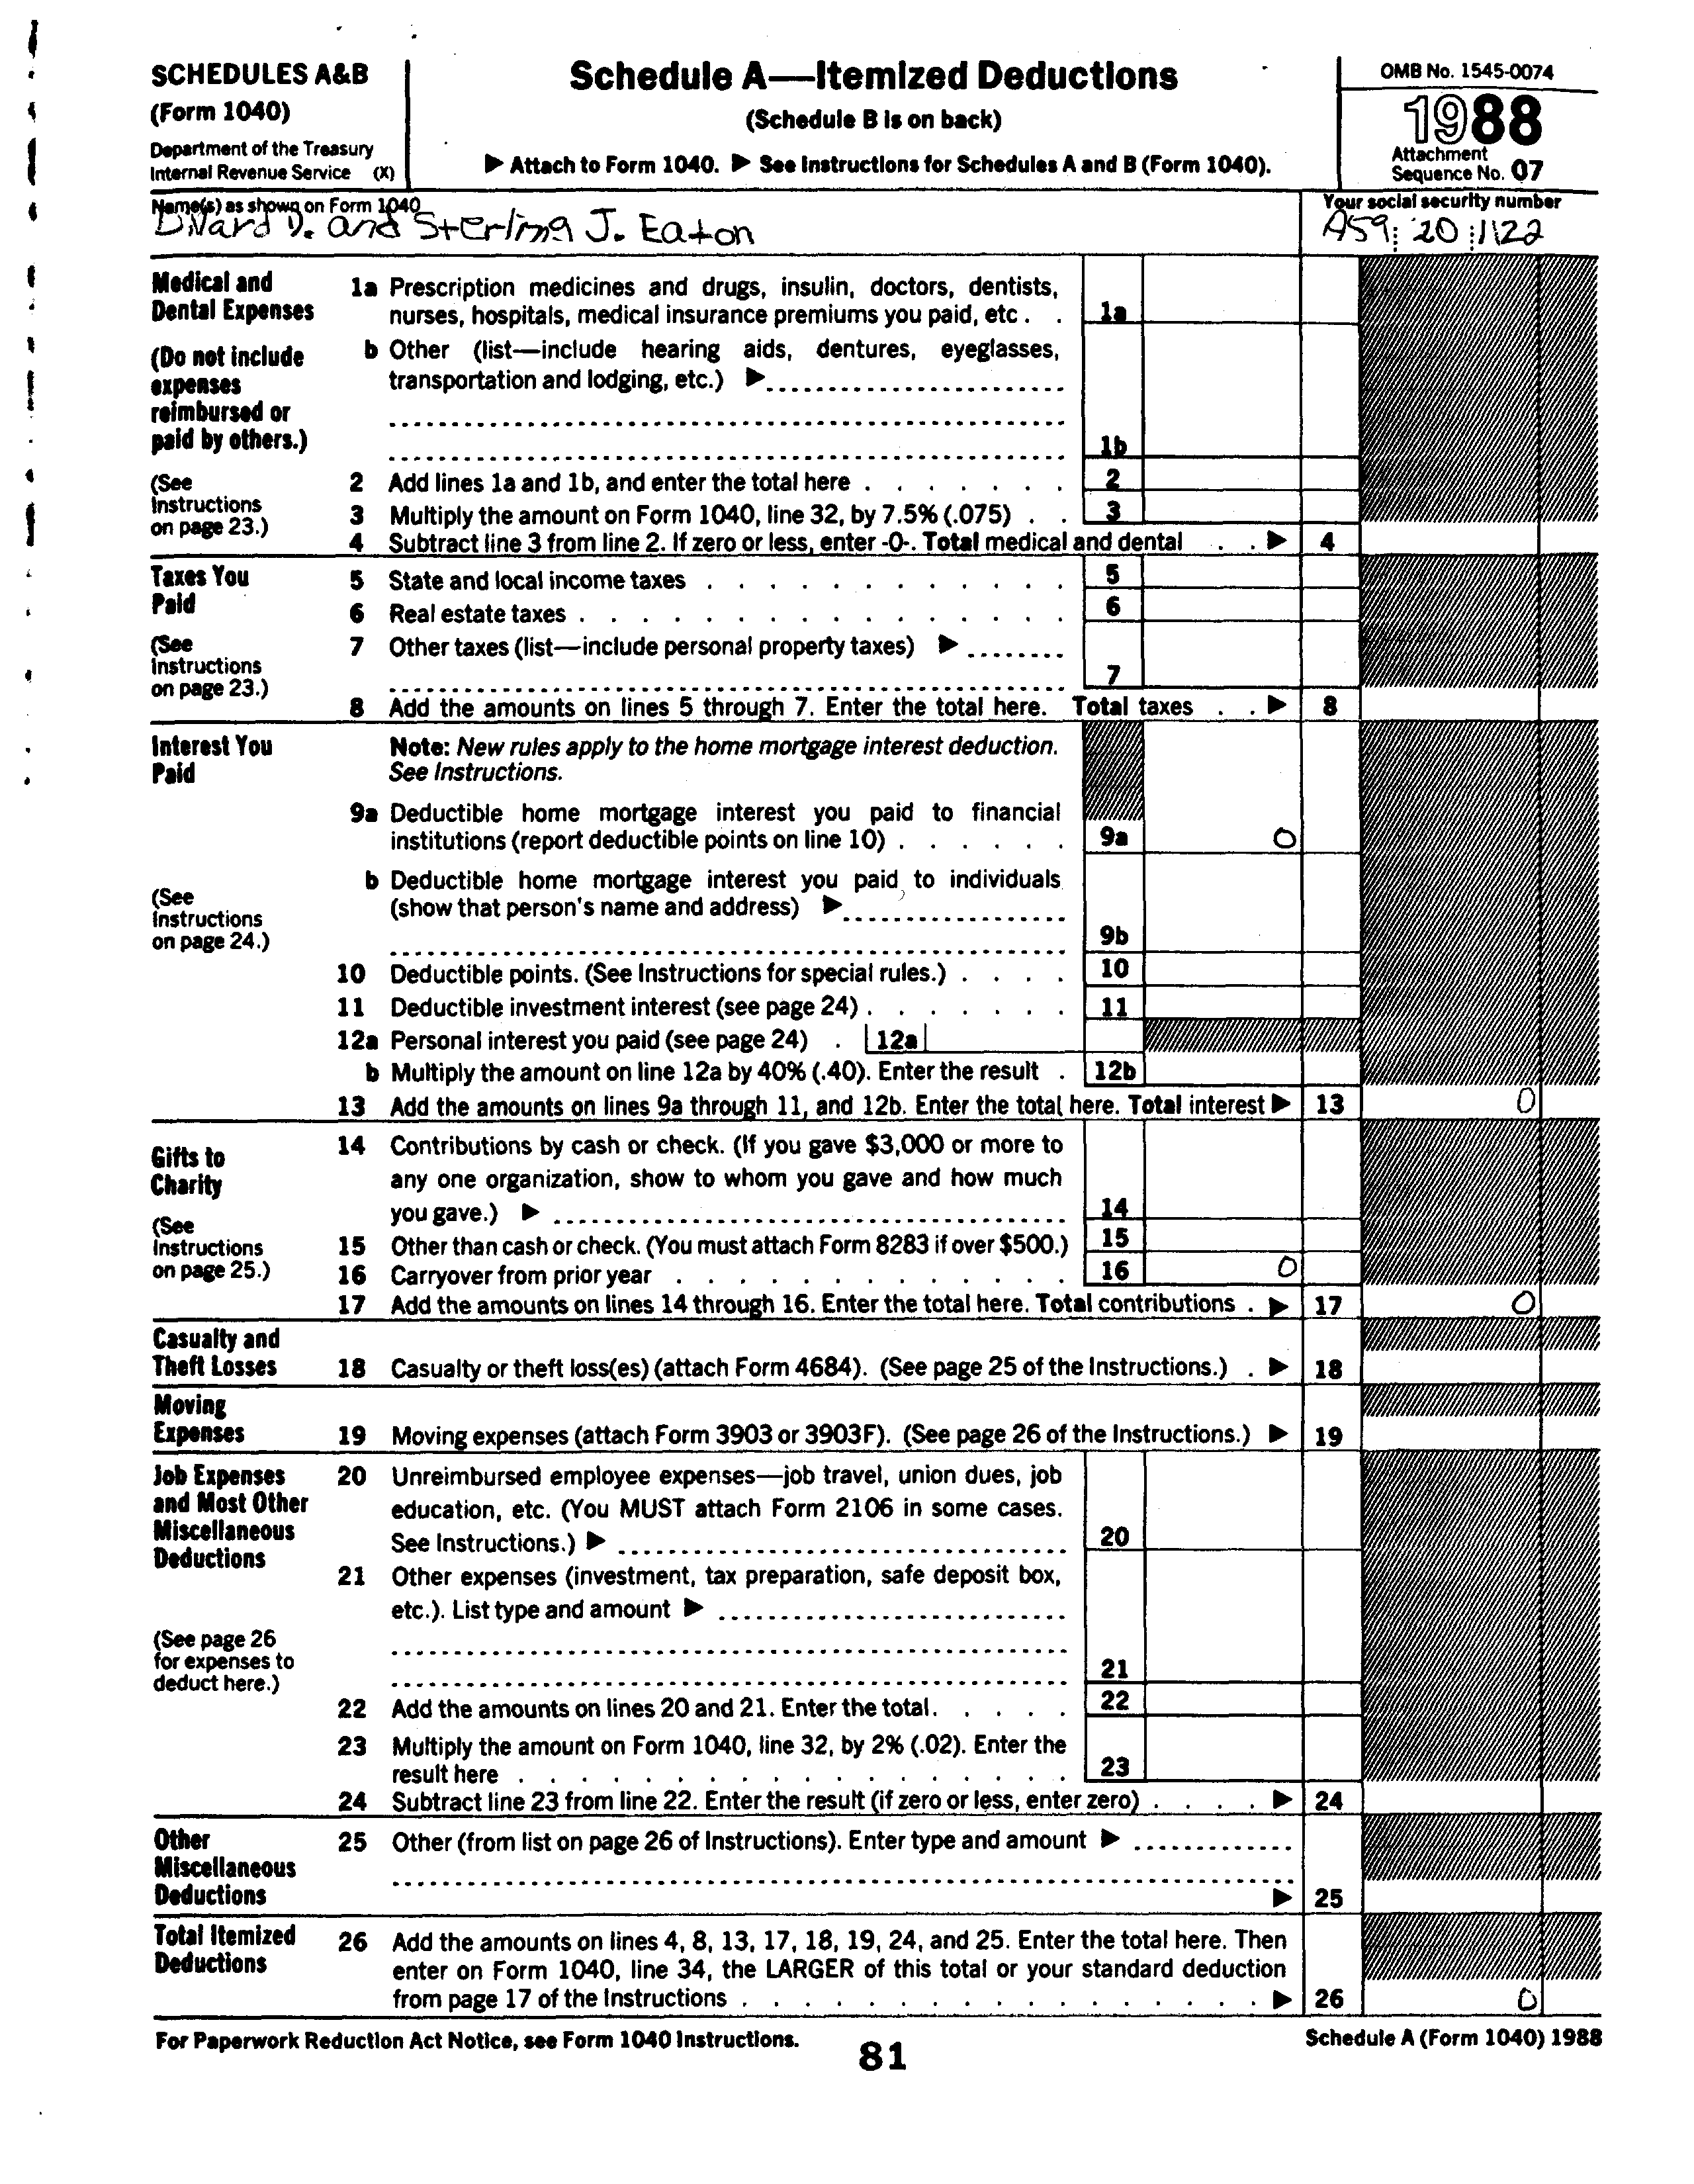 SCHEDULES A&B
(Form 1040)
Department of the Treasury
Internal Revenue Service (X)
Schedule A—Itemized Deductions
(Schedule B is on back)
▶ Attach to Form 1040. ▶ See Instructions for Schedules A and B (Form 1040).
OMB No. 1545-0074
1988
Attachment
Sequence No. 07
Name(s) as shown on Form 1040
D. and Sterling J. Eaton
Your social security number
A59 20 1122
Medical and
Dental Expenses
(Do not include
expenses
reimbursed or
paid by others.)
(See
Instructions
on page 23.)
1a Prescription medicines and drugs, insulin, doctors, dentists,
nurses, hospitals, medical insurance premiums you paid, etc . . 1a
b Other (list—include hearing aids, dentures, eyeglasses,
transportation and lodging, etc.) ▶
1b
2 Add lines 1a and 1b, and enter the total here . . . . . . . 2
3 Multiply the amount on Form 1040, line 32, by 7.5% (.075) . . 3
4 Subtract line 3 from line 2. If zero or less, enter -0-. Total medical and dental . . ▶ 4
Taxes You
Paid
(See
Instructions
on page 23.)
5 State and local income taxes . . . . . . . . . . . . 5
6 Real estate taxes . . . . . . . . . . . . . . . . 6
7 Other taxes (list—include personal property taxes) ▶
7
8 Add the amounts on lines 5 through 7. Enter the total here. Total taxes . . ▶ 8
Interest You
Paid
(See
Instructions
on page 24.)
Note: New rules apply to the home mortgage interest deduction.
See Instructions.
9a Deductible home mortgage interest you paid to financial
institutions (report deductible points on line 10) . . . . . . 9a 0
b Deductible home mortgage interest you paid to individuals
(show that person's name and address) ▶
9b
10 Deductible points. (See Instructions for special rules.) . . . . 10
11 Deductible investment interest (see page 24) . . . . . . . 11
12a Personal interest you paid (see page 24) . 12a
b Multiply the amount on line 12a by 40% (.40). Enter the result . 12b
13 Add the amounts on lines 9a through 11, and 12b. Enter the total here. Total interest ▶ 13 0
Gifts to
Charity
(See
Instructions
on page 25.)
14 Contributions by cash or check. (If you gave $3,000 or more to
any one organization, show to whom you gave and how much
you gave.) ▶ 14
15 Other than cash or check. (You must attach Form 8283 if over $500.) 15
16 Carryover from prior year . . . . . . . . . . . . . 16 0
17 Add the amounts on lines 14 through 16. Enter the total here. Total contributions . ▶ 17 0
Casualty and
Theft Losses
18 Casualty or theft loss(es) (attach Form 4684). (See page 25 of the Instructions.) . ▶ 18
Moving
Expenses
19 Moving expenses (attach Form 3903 or 3903F). (See page 26 of the Instructions.) ▶ 19
Job Expenses
and Most Other
Miscellaneous
Deductions
(See page 26
for expenses to
deduct here.)
20 Unreimbursed employee expenses—job travel, union dues, job
education, etc. (You MUST attach Form 2106 in some cases.
See Instructions.) ▶ 20
21 Other expenses (investment, tax preparation, safe deposit box,
etc.). List type and amount ▶
21
22 Add the amounts on lines 20 and 21. Enter the total. . . . . 22
23 Multiply the amount on Form 1040, line 32, by 2% (.02). Enter the
result here . . . . . . . . . . . . . . . . . . 23
24 Subtract line 23 from line 22. Enter the result (if zero or less, enter zero) . . . . ▶ 24
Other
Miscellaneous
Deductions
25 Other (from list on page 26 of Instructions). Enter type and amount ▶
▶ 25
Total Itemized
Deductions
26 Add the amounts on lines 4, 8, 13, 17, 18, 19, 24, and 25. Enter the total here. Then
enter on Form 1040, line 34, the LARGER of this total or your standard deduction
from page 17 of the Instructions . . . . . . . . . . . . . . . . . ▶ 26 0
For Paperwork Reduction Act Notice, see Form 1040 Instructions.
81
Schedule A (Form 1040) 1988